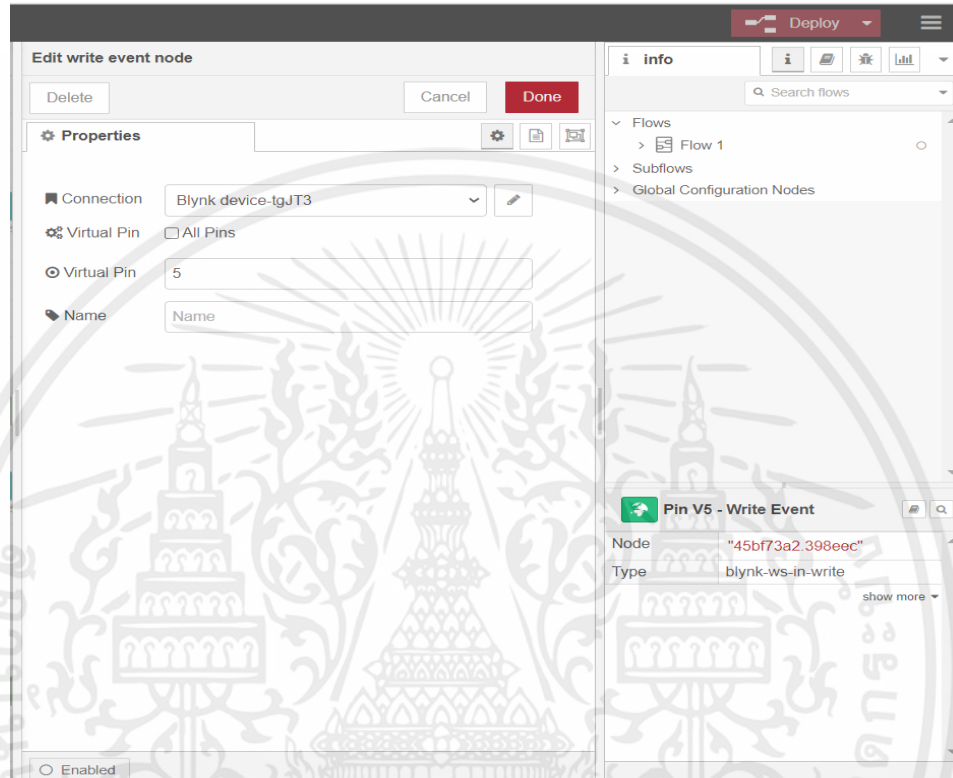 Deploy
Edit write event node
Delete
Cancel
Done
Properties
Connection
Blynk device-tgJT3
Virtual Pin
All Pins
Virtual Pin
5
Name
Name
Enabled
i info
i
Search flows
Flows
Flow 1
Subflows
Global Configuration Nodes
Pin V5 - Write Event
Node
"45bf73a2.398eec"
Type
blynk-ws-in-write
show more